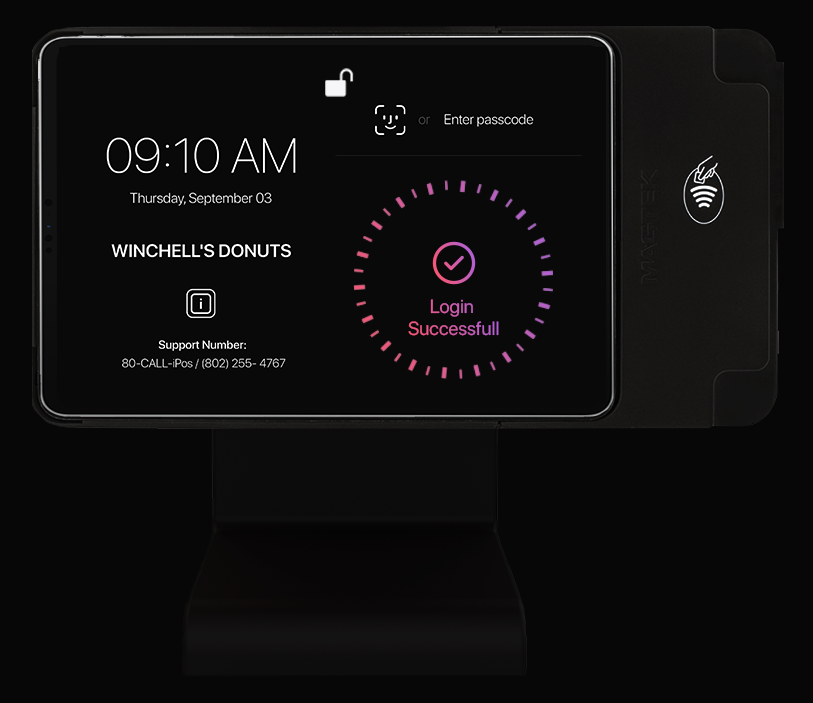 09:10 AM
Thursday, September 03
WINCHELL'S DONUTS
i
Support Number:
80-CALL-iPos / (802) 255- 4767
or Enter passcode
Login
Successfull
MAGTEK